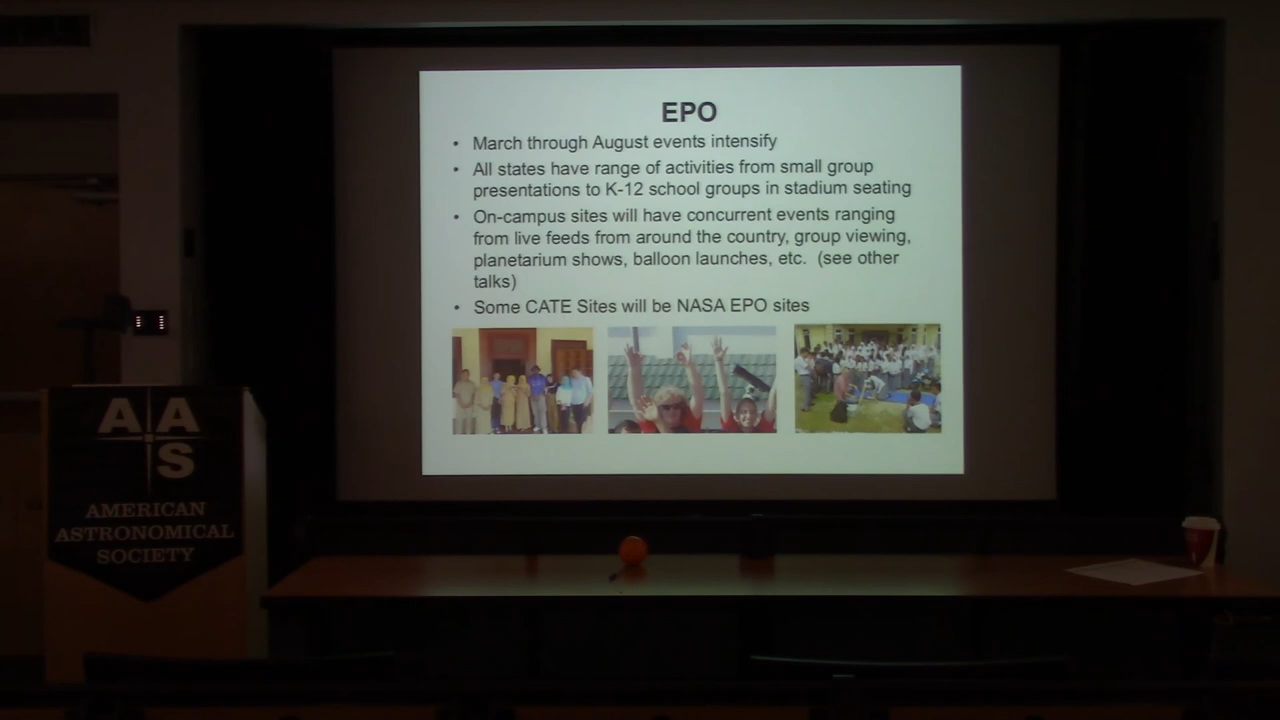 EPO
• March through August events intensify
• All states have range of activities from small group
presentations to K-12 school groups in stadium seating
• On-campus sites will have concurrent events ranging
from live feeds from around the country, group viewing,
planetarium shows, balloon launches, etc.  (see other
talks)
• Some CATE Sites will be NASA EPO sites
A A
S
AMERICAN
ASTRONOMICAL
SOCIETY